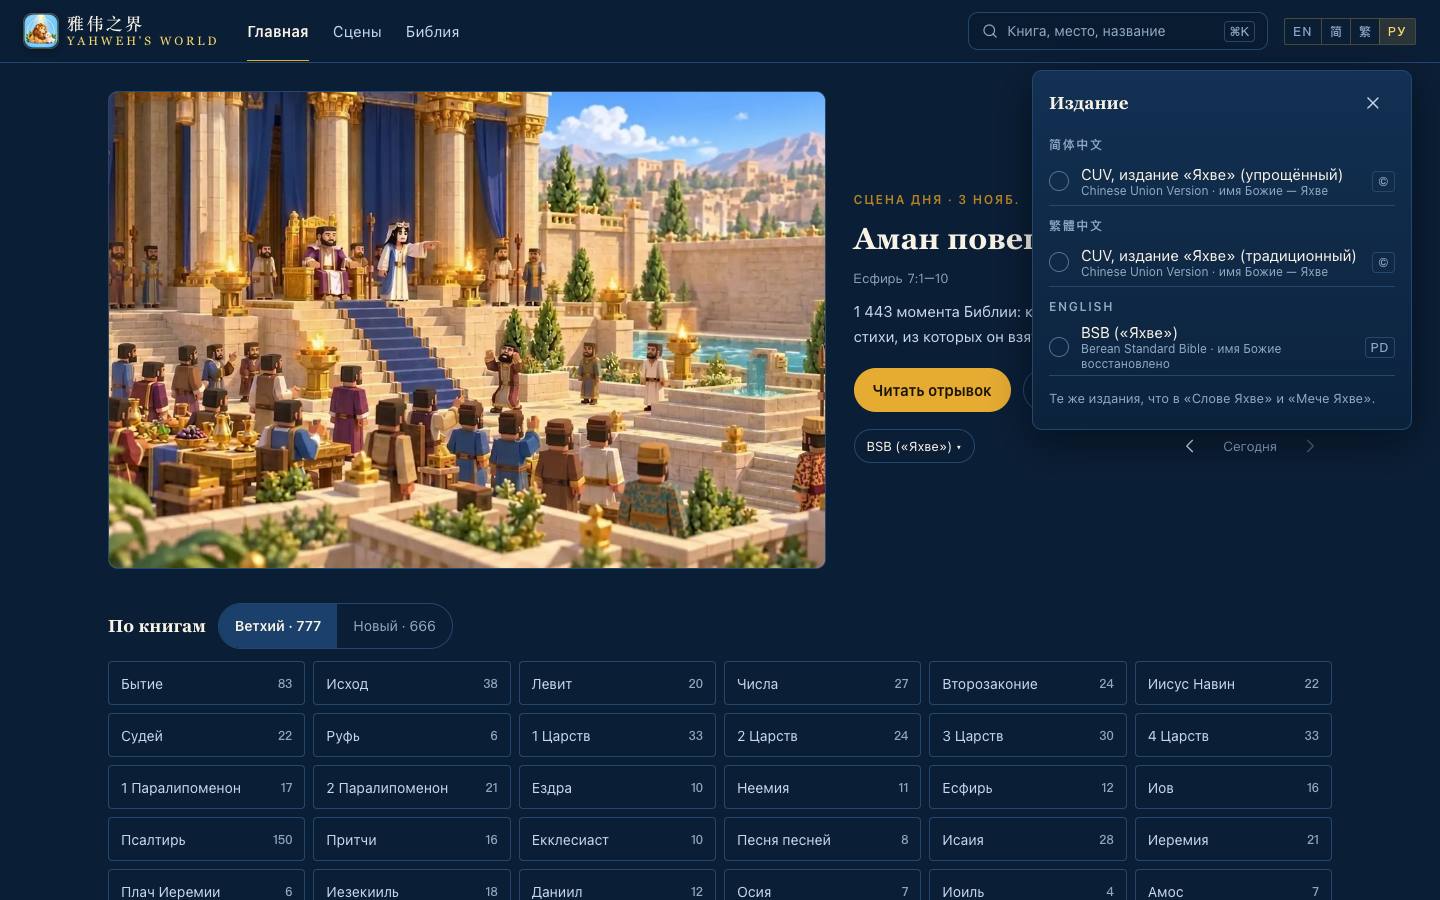 雅伟之界
YAHWEH'S WORLD
Главная
Сцены
Библия
Книга, место, название
⌘K
EN
简
繁
РУ
Издание
简体中文
CUV, издание «Яхве» (упрощённый)
Chinese Union Version · имя Божие — Яхве
©
繁體中文
CUV, издание «Яхве» (традиционный)
Chinese Union Version · имя Божие — Яхве
©
ENGLISH
BSB («Яхве»)
Berean Standard Bible · имя Божие
восстановлено
PD
Те же издания, что в «Слове Яхве» и «Мече Яхве».
СЦЕНА ДНЯ · 3 НОЯБ.
Аман
Есфирь 7:1–10
1 443 момента Библии:
стихи, из которых он
Читать отрывок
BSB («Яхве») ▾
Сегодня
По книгам
Ветхий · 777
Новый · 666
Бытие 83
Исход 38
Левит 20
Числа 27
Второзаконие 24
Иисус Навин 22
Судей 22
Руфь 6
1 Царств 33
2 Царств 24
3 Царств 30
4 Царств 33
1 Паралипоменон 17
2 Паралипоменон 21
Ездра 10
Неемия 11
Есфирь 12
Иов 16
Псалтирь 150
Притчи 16
Екклесиаст 10
Песня песней 8
Исаия 28
Иеремия 21
Плач Иеремии 6
Иезекииль 18
Даниил 12
Осия 7
Иоиль 4
Амос 7